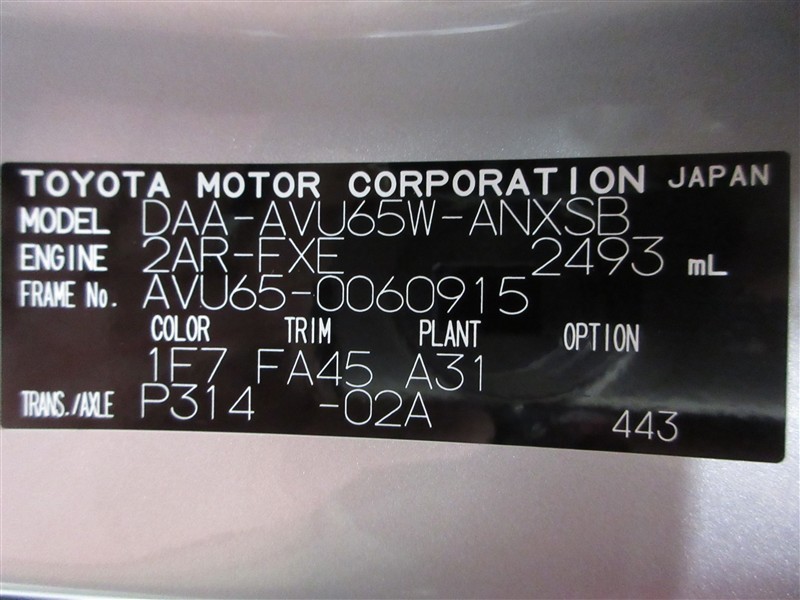 TOYOTA MOTOR CORPORATION JAPAN
MODEL DAA-AVU65W-ANXSB
ENGINE 2AR-FXE 2493 mL
FRAME No. AVU65-0060915
COLOR TRIM PLANT OPTION
1F7 FA45 A31
TRANS./AXLE P314 -02A 443